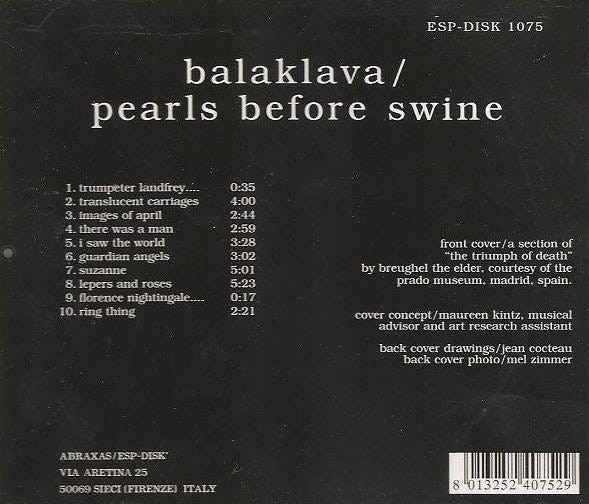 ESP-DISK 1075
balaklava/
pearls before swine
1. trumpeter landfrey.... 0:35
2. translucent carriages 4:00
3. images of april 2:44
4. there was a man 2:59
5. i saw the world 3:28
6. guardian angels 3:02
7. suzanne 5:01
8. lepers and roses 5:23
9. florence nightingale.... 0:17
10. ring thing 2:21
front cover/a section of
"the triumph of death"
by breughel the elder, courtesy of the
prado museum, madrid, spain.
cover concept/maureen kintz, musical
advisor and art research assistant
back cover drawings/jean cocteau
back cover photo/mel zimmer
ABRAXAS/ESP-DISK'
VIA ARETINA 25
50069 SIECI (FIRENZE) ITALY
8 013252 407529